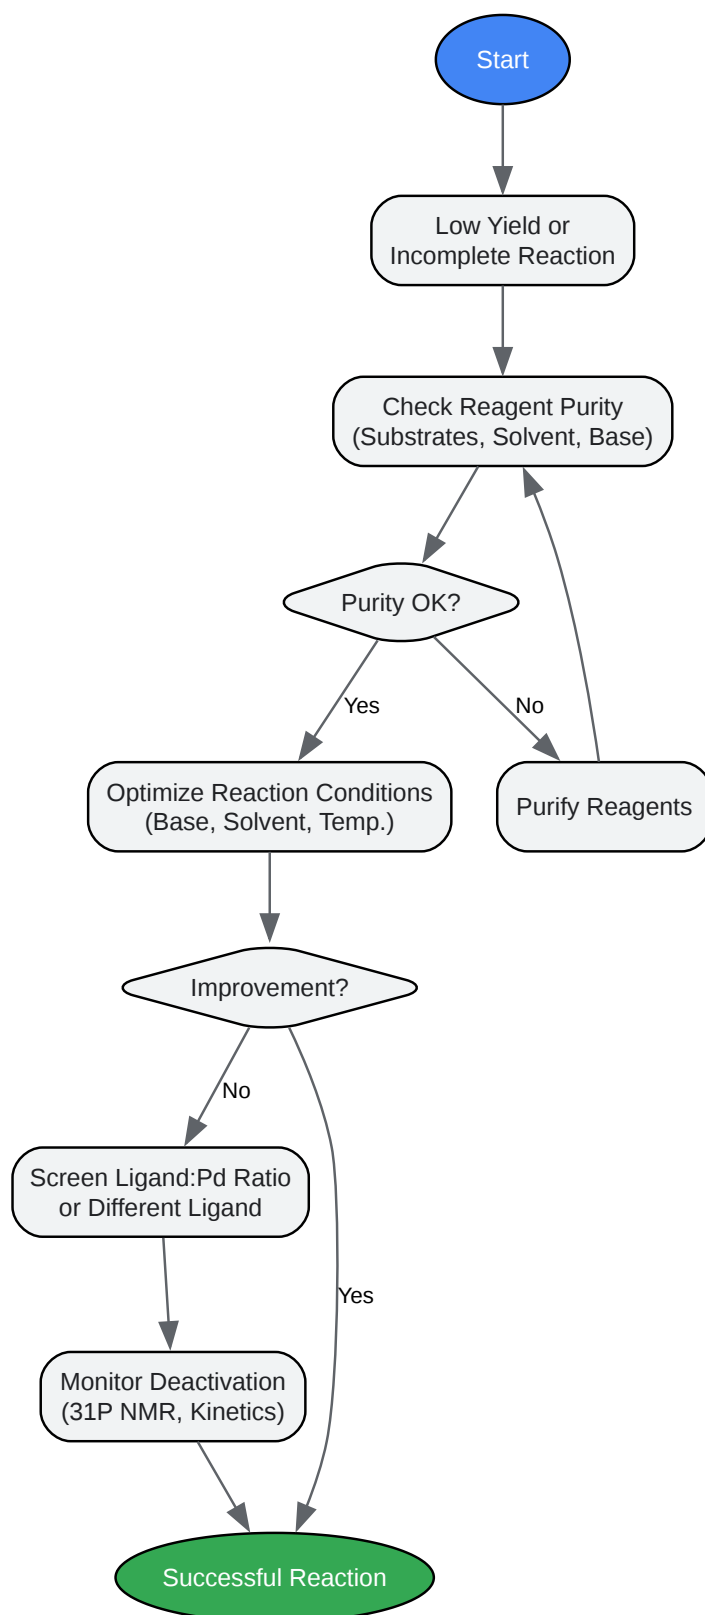 Start
Low Yield or
Incomplete Reaction
Check Reagent Purity
(Substrates, Solvent, Base)
Purity OK?
Yes
No
Optimize Reaction Conditions
(Base, Solvent, Temp.)
Purify Reagents
Improvement?
No
Screen Ligand:Pd Ratio
or Different Ligand
Yes
Monitor Deactivation
(31P NMR, Kinetics)
Successful Reaction